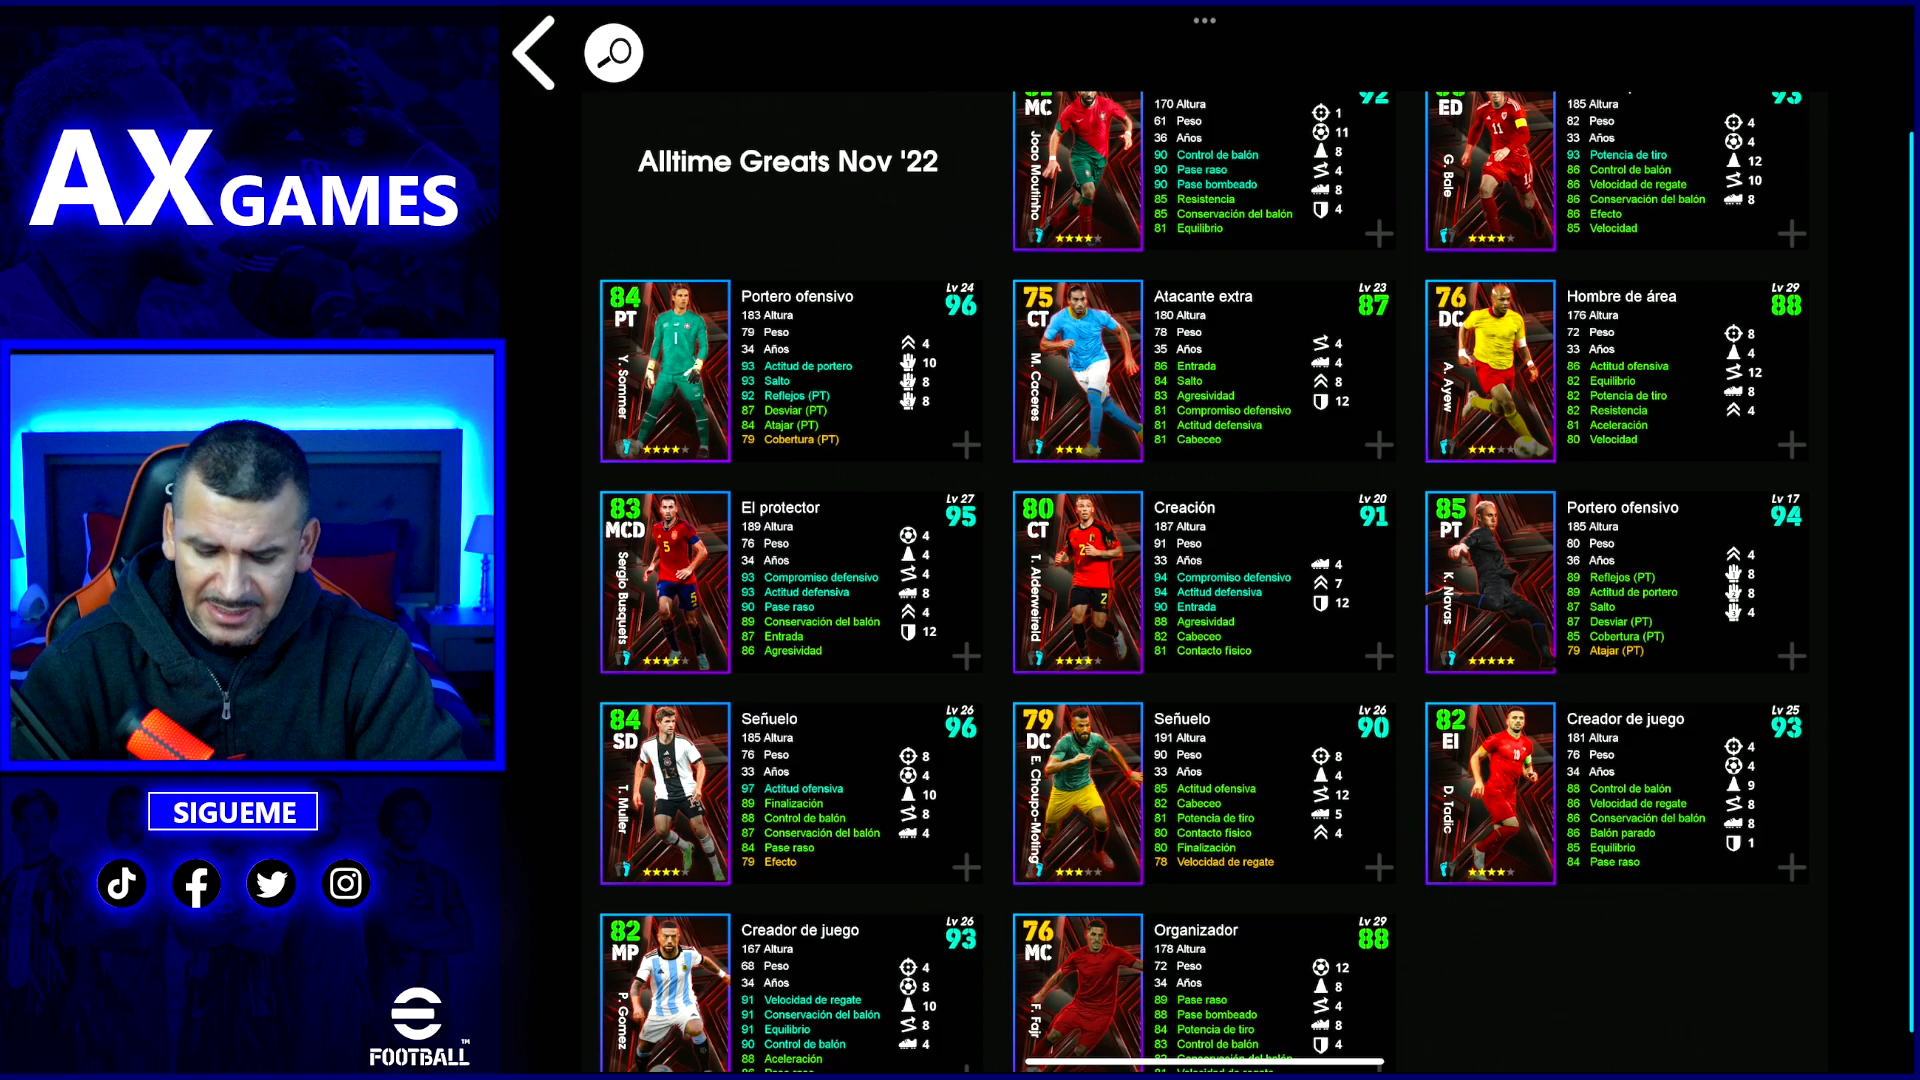 AX GAMES
SIGUEME
FOOTBALL™
Alltime Greats Nov '22
MC
Joao Moutinho
92
170 Altura
61 Peso
36 Años
90 Control de balón
90 Pase raso
90 Pase bombeado
85 Resistencia
85 Conservación del balón
81 Equilibrio
1
11
8
4
8
4
ED
G. Bale
93
185 Altura
82 Peso
33 Años
93 Potencia de tiro
86 Control de balón
86 Velocidad de regate
86 Conservación del balón
86 Efecto
85 Velocidad
4
4
12
10
8
84
PT
Y. Sommer
Portero ofensivo
Lv 24
96
183 Altura
79 Peso
34 Años
93 Actitud de portero
93 Salto
92 Reflejos (PT)
87 Desviar (PT)
84 Atajar (PT)
79 Cobertura (PT)
4
10
8
8
75
CT
M. Caceres
Atacante extra
Lv 23
87
180 Altura
78 Peso
35 Años
86 Entrada
84 Salto
83 Agresividad
81 Compromiso defensivo
81 Actitud defensiva
81 Cabeceo
4
4
8
12
76
DC
A. Ayew
Hombre de área
Lv 29
88
176 Altura
72 Peso
33 Años
86 Actitud ofensiva
82 Equilibrio
82 Potencia de tiro
82 Resistencia
81 Aceleración
80 Velocidad
8
4
12
8
4
83
MCD
Sergio Busquets
El protector
Lv 27
95
189 Altura
76 Peso
34 Años
93 Compromiso defensivo
93 Actitud defensiva
90 Pase raso
89 Conservación del balón
87 Entrada
86 Agresividad
4
4
4
8
4
12
80
CT
T. Alderweireld
Creación
Lv 20
91
187 Altura
91 Peso
33 Años
94 Compromiso defensivo
94 Actitud defensiva
90 Entrada
88 Agresividad
82 Cabeceo
81 Contacto físico
4
7
12
85
PT
K. Navas
Portero ofensivo
Lv 17
94
185 Altura
80 Peso
36 Años
89 Reflejos (PT)
89 Actitud de portero
87 Salto
87 Desviar (PT)
85 Cobertura (PT)
79 Atajar (PT)
4
8
8
4
84
SD
T. Muller
Señuelo
Lv 26
96
185 Altura
76 Peso
33 Años
97 Actitud ofensiva
89 Finalización
88 Control de balón
87 Conservación del balón
84 Pase raso
79 Efecto
8
4
10
8
4
79
DC
E. Choupo-Moting
Señuelo
Lv 26
90
191 Altura
90 Peso
33 Años
85 Actitud ofensiva
82 Cabeceo
81 Potencia de tiro
80 Contacto físico
80 Finalización
78 Velocidad de regate
8
4
12
5
4
82
EI
D. Tadic
Creador de juego
Lv 25
93
181 Altura
76 Peso
34 Años
88 Control de balón
86 Velocidad de regate
86 Conservación del balón
86 Balón parado
85 Equilibrio
84 Pase raso
4
4
9
8
8
1
82
MP
P. Gomez
Creador de juego
Lv 26
93
167 Altura
68 Peso
34 Años
91 Velocidad de regate
91 Conservación del balón
91 Equilibrio
90 Control de balón
88 Aceleración
4
8
10
8
4
76
MC
F. Fajr
Organizador
Lv 29
88
178 Altura
72 Peso
34 Años
89 Pase raso
88 Pase bombeado
84 Potencia de tiro
83 Control de balón
12
8
4
8
4